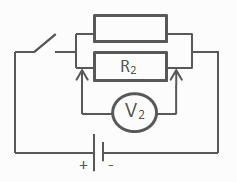 R₂
V₂
+ -